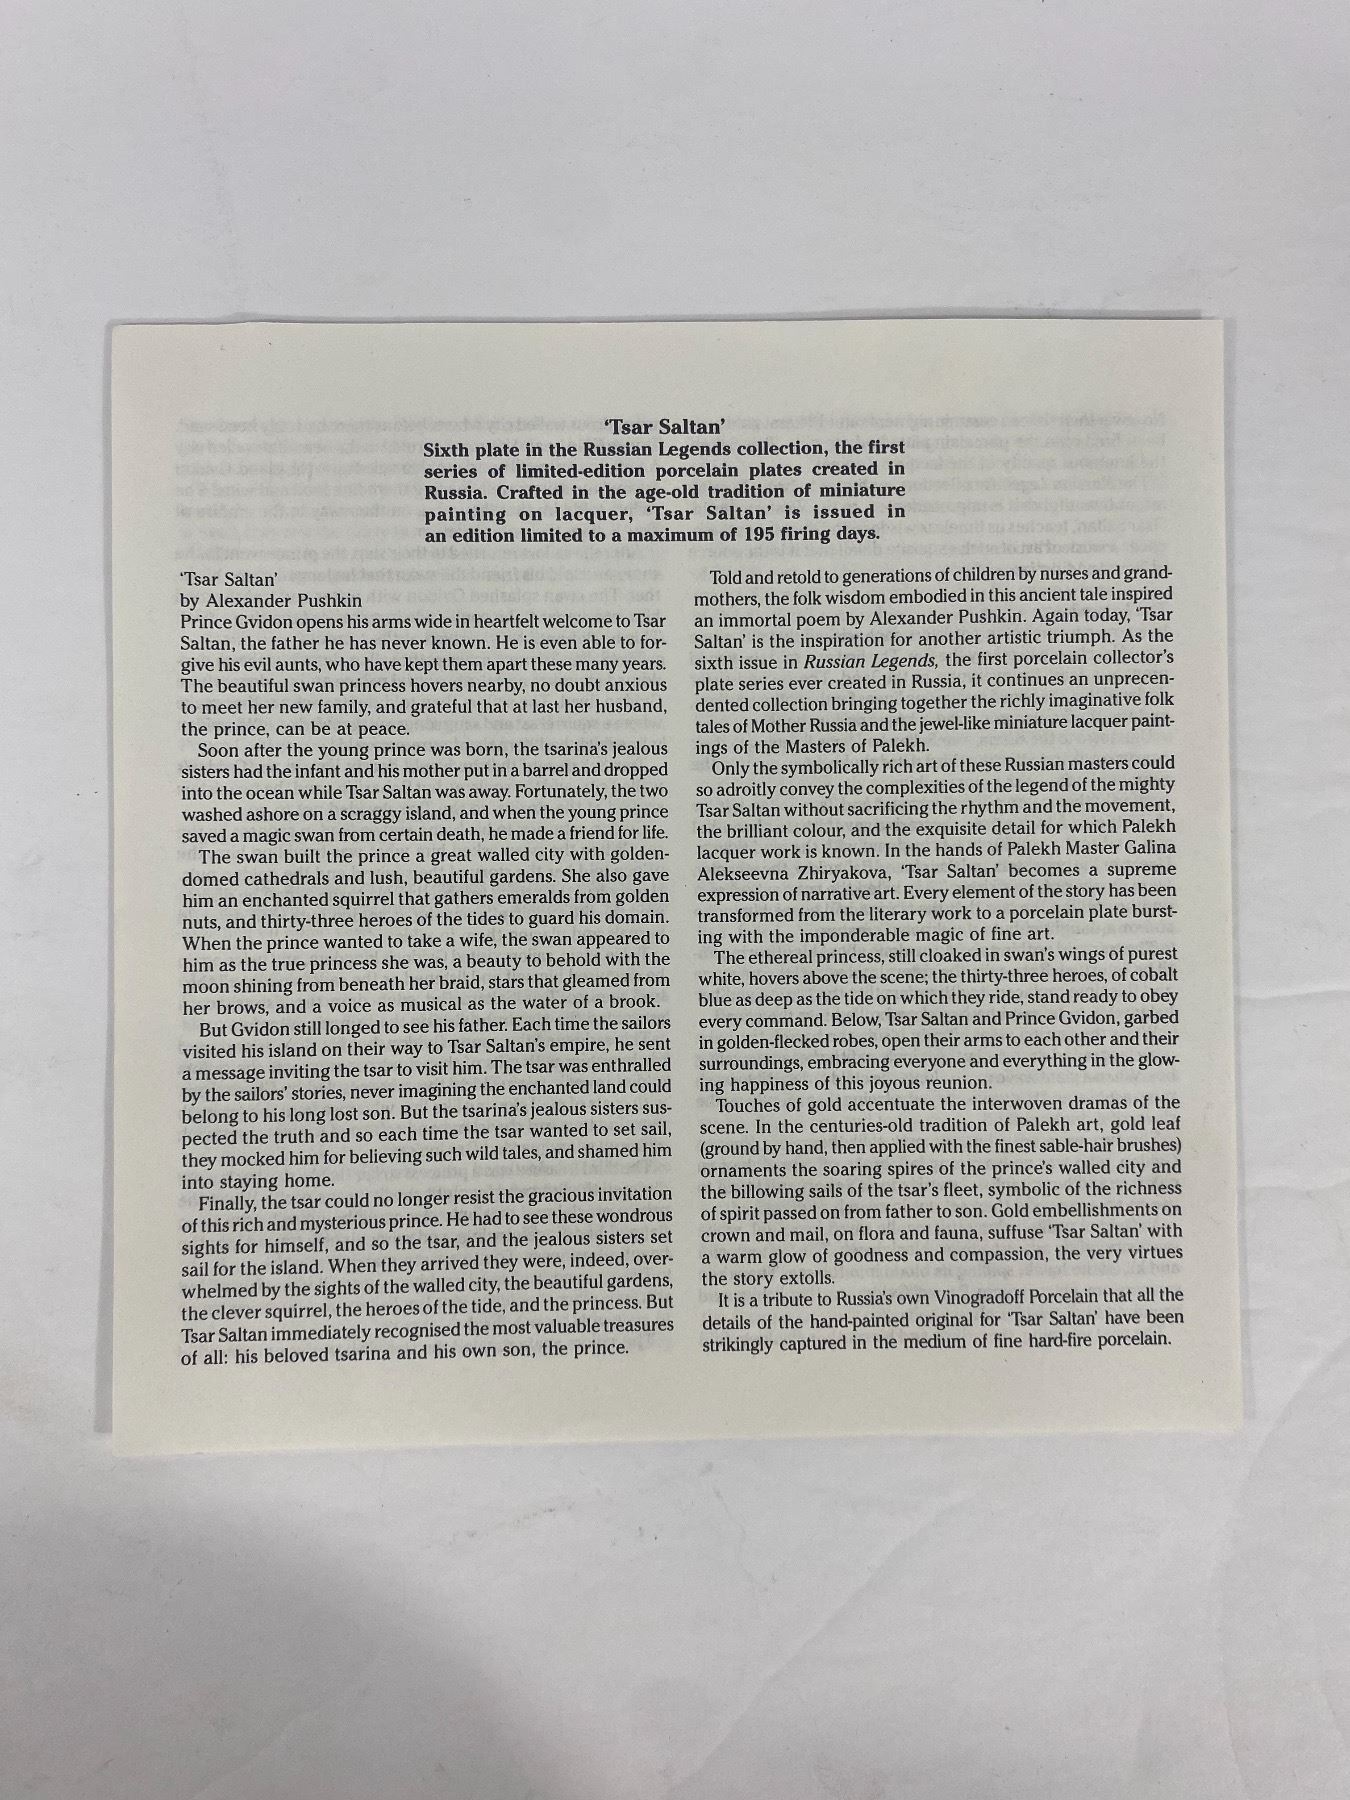 ‘Tsar Saltan’
Sixth plate in the Russian Legends collection, the first
series of limited-edition porcelain plates created in
Russia. Crafted in the age-old tradition of miniature
painting on lacquer, ‘Tsar Saltan’ is issued in
an edition limited to a maximum of 195 firing days.
‘Tsar Saltan’
by Alexander Pushkin
Prince Gvidon opens his arms wide in heartfelt welcome to Tsar
Saltan, the father he has never known. He is even able to for-
give his evil aunts, who have kept them apart these many years.
The beautiful swan princess hovers nearby, no doubt anxious
to meet her new family, and grateful that at last her husband,
the prince, can be at peace.
Soon after the young prince was born, the tsarina’s jealous
sisters had the infant and his mother put in a barrel and dropped
into the ocean while Tsar Saltan was away. Fortunately, the two
washed ashore on a scraggy island, and when the young prince
saved a magic swan from certain death, he made a friend for life.
The swan built the prince a great walled city with golden-
domed cathedrals and lush, beautiful gardens. She also gave
him an enchanted squirrel that gathers emeralds from golden
nuts, and thirty-three heroes of the tides to guard his domain.
When the prince wanted to take a wife, the swan appeared to
him as the true princess she was, a beauty to behold with the
moon shining from beneath her braid, stars that gleamed from
her brows, and a voice as musical as the water of a brook.
But Gvidon still longed to see his father. Each time the sailors
visited his island on their way to Tsar Saltan’s empire, he sent
a message inviting the tsar to visit him. The tsar was enthralled
by the sailors’ stories, never imagining the enchanted land could
belong to his long lost son. But the tsarina’s jealous sisters sus-
pected the truth and so each time the tsar wanted to set sail,
they mocked him for believing such wild tales, and shamed him
into staying home.
Finally, the tsar could no longer resist the gracious invitation
of this rich and mysterious prince. He had to see these wondrous
sights for himself, and so the tsar, and the jealous sisters set
sail for the island. When they arrived they were, indeed, over-
whelmed by the sights of the walled city, the beautiful gardens,
the clever squirrel, the heroes of the tide, and the princess. But
Tsar Saltan immediately recognised the most valuable treasures
of all: his beloved tsarina and his own son, the prince.
Told and retold to generations of children by nurses and grand-
mothers, the folk wisdom embodied in this ancient tale inspired
an immortal poem by Alexander Pushkin. Again today, ‘Tsar
Saltan’ is the inspiration for another artistic triumph. As the
sixth issue in Russian Legends, the first porcelain collector’s
plate series ever created in Russia, it continues an unprecen-
dented collection bringing together the richly imaginative folk
tales of Mother Russia and the jewel-like miniature lacquer paint-
ings of the Masters of Palekh.
Only the symbolically rich art of these Russian masters could
so adroitly convey the complexities of the legend of the mighty
Tsar Saltan without sacrificing the rhythm and the movement,
the brilliant colour, and the exquisite detail for which Palekh
lacquer work is known. In the hands of Palekh Master Galina
Alekseevna Zhiryakova, ‘Tsar Saltan’ becomes a supreme
expression of narrative art. Every element of the story has been
transformed from the literary work to a porcelain plate burst-
ing with the imponderable magic of fine art.
The ethereal princess, still cloaked in swan’s wings of purest
white, hovers above the scene; the thirty-three heroes, of cobalt
blue as deep as the tide on which they ride, stand ready to obey
every command. Below, Tsar Saltan and Prince Gvidon, garbed
in golden-flecked robes, open their arms to each other and their
surroundings, embracing everyone and everything in the glow-
ing happiness of this joyous reunion.
Touches of gold accentuate the interwoven dramas of the
scene. In the centuries-old tradition of Palekh art, gold leaf
(ground by hand, then applied with the finest sable-hair brushes)
ornaments the soaring spires of the prince’s walled city and
the billowing sails of the tsar’s fleet, symbolic of the richness
of spirit passed on from father to son. Gold embellishments on
crown and mail, on flora and fauna, suffuse ‘Tsar Saltan’ with
a warm glow of goodness and compassion, the very virtues
the story extolls.
It is a tribute to Russia’s own Vinogradoff Porcelain that all the
details of the hand-painted original for ‘Tsar Saltan’ have been
strikingly captured in the medium of fine hard-fire porcelain.